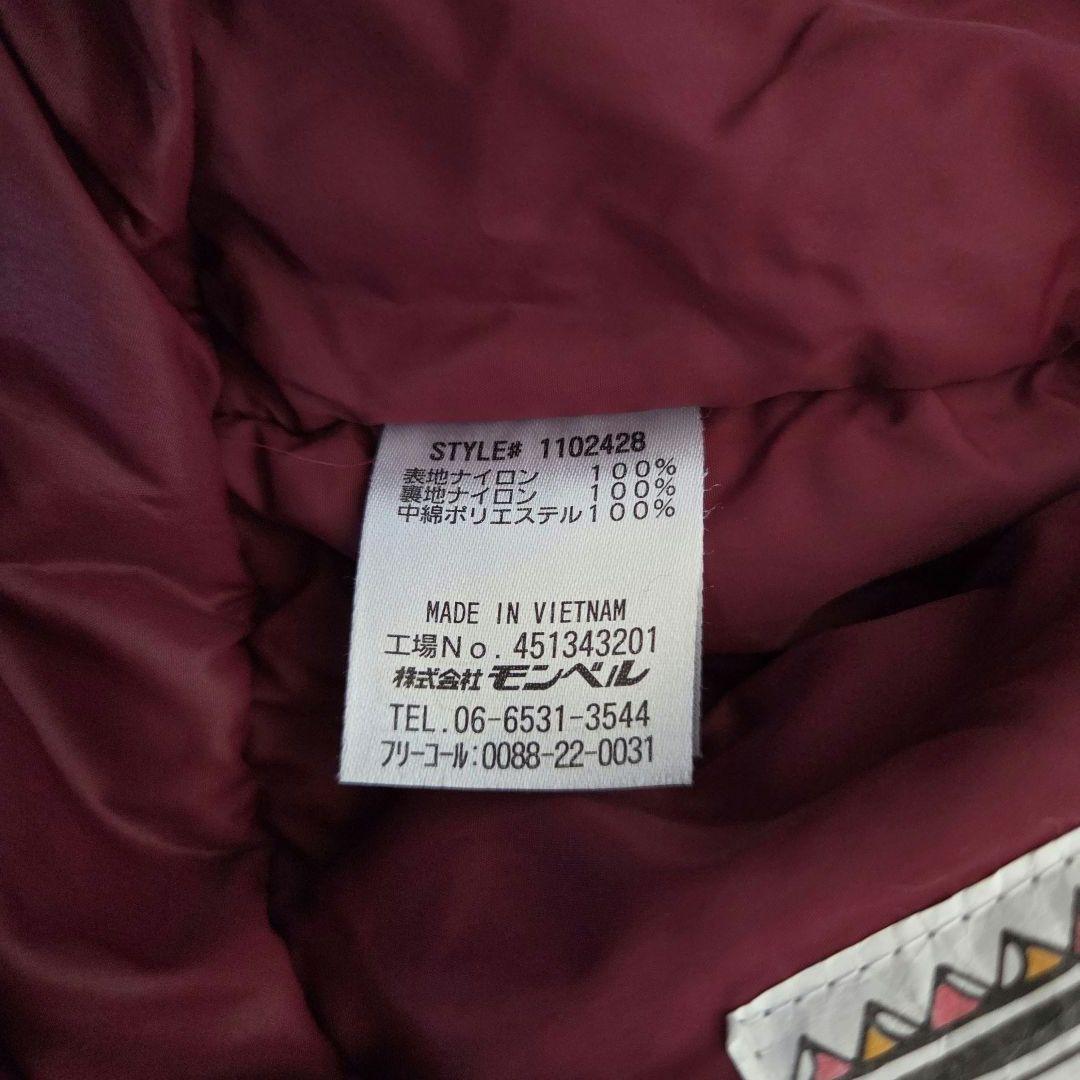 STYLE# 1102428
表地ナイロン 100%
裏地ナイロン 100%
中綿ポリエステル100%
MADE IN VIETNAM
工場No. 451343201
株式会社モンベル
TEL. 06-6531-3544
フリーコール:0088-22-0031